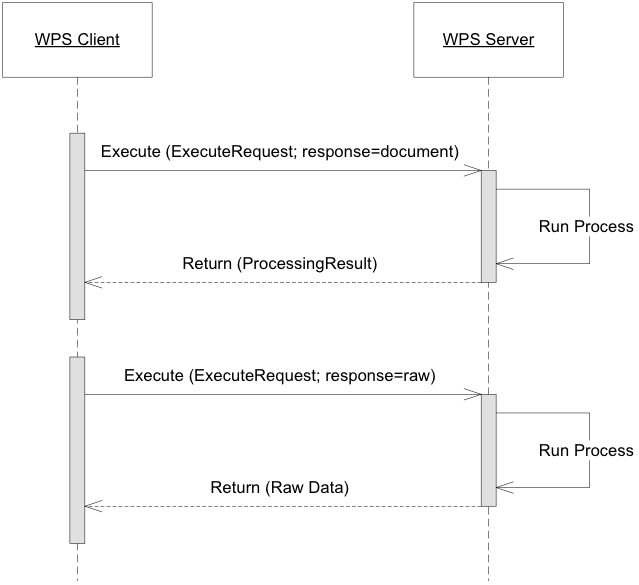 WPS Client
WPS Server
Execute (ExecuteRequest; response=document)
Run Process
Return (ProcessingResult)
Execute (ExecuteRequest; response=raw)
Run Process
Return (Raw Data)